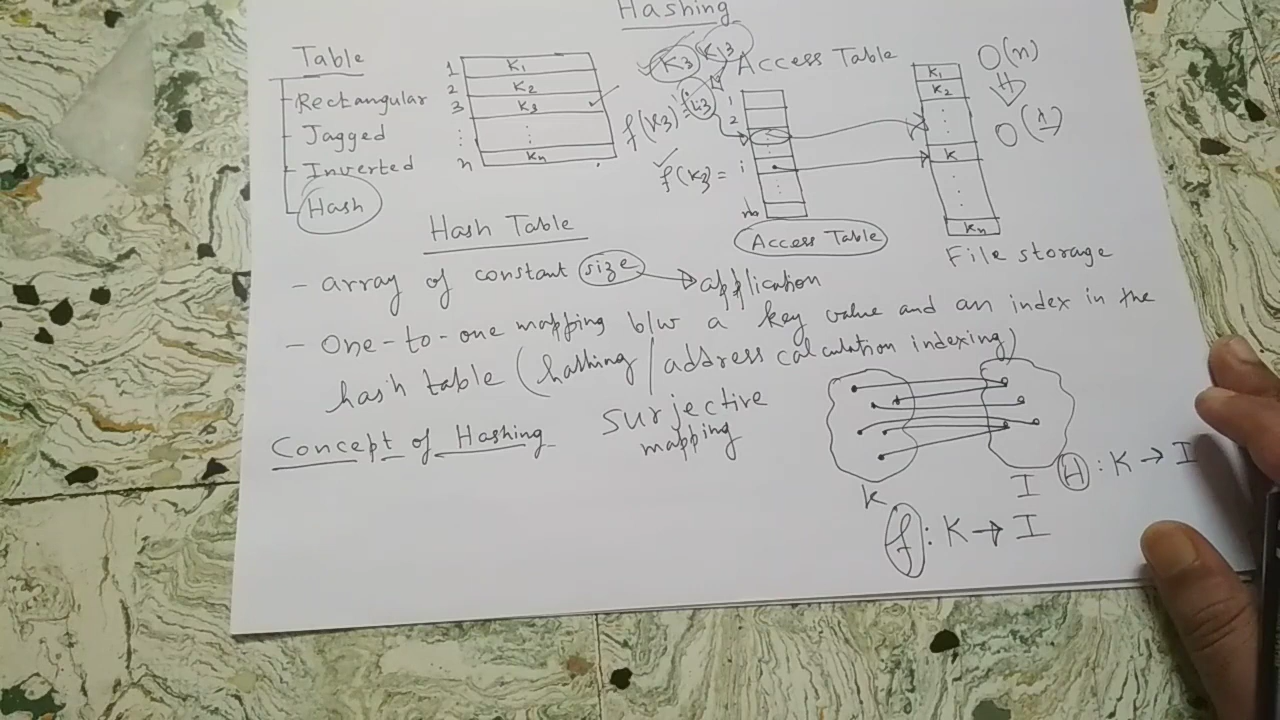 Hashing
Table
Rectangular
Jagged
Inverted
Hash
1 K1
2 K2
3 K3
n Kn
K3 K13
Access Table
f(K3) =
f(K3) = i
1
2
Access Table
K1
K2
K
Kn
File storage
O(n)
H
Hash Table
- array of constant size → application
- One-to-one mapping b/w a key value and an index in the
hash table (hashing / address calculation indexing)
Concept of Hashing
Surjective
mapping
K
I
H : K → I
f : K → I